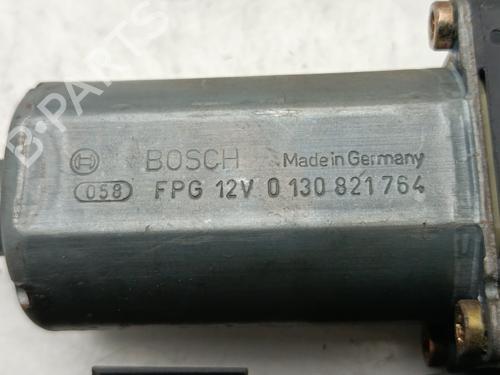 BOSCH Made in Germany
058 FPG 12V 0 130 821 764
B-PARTS